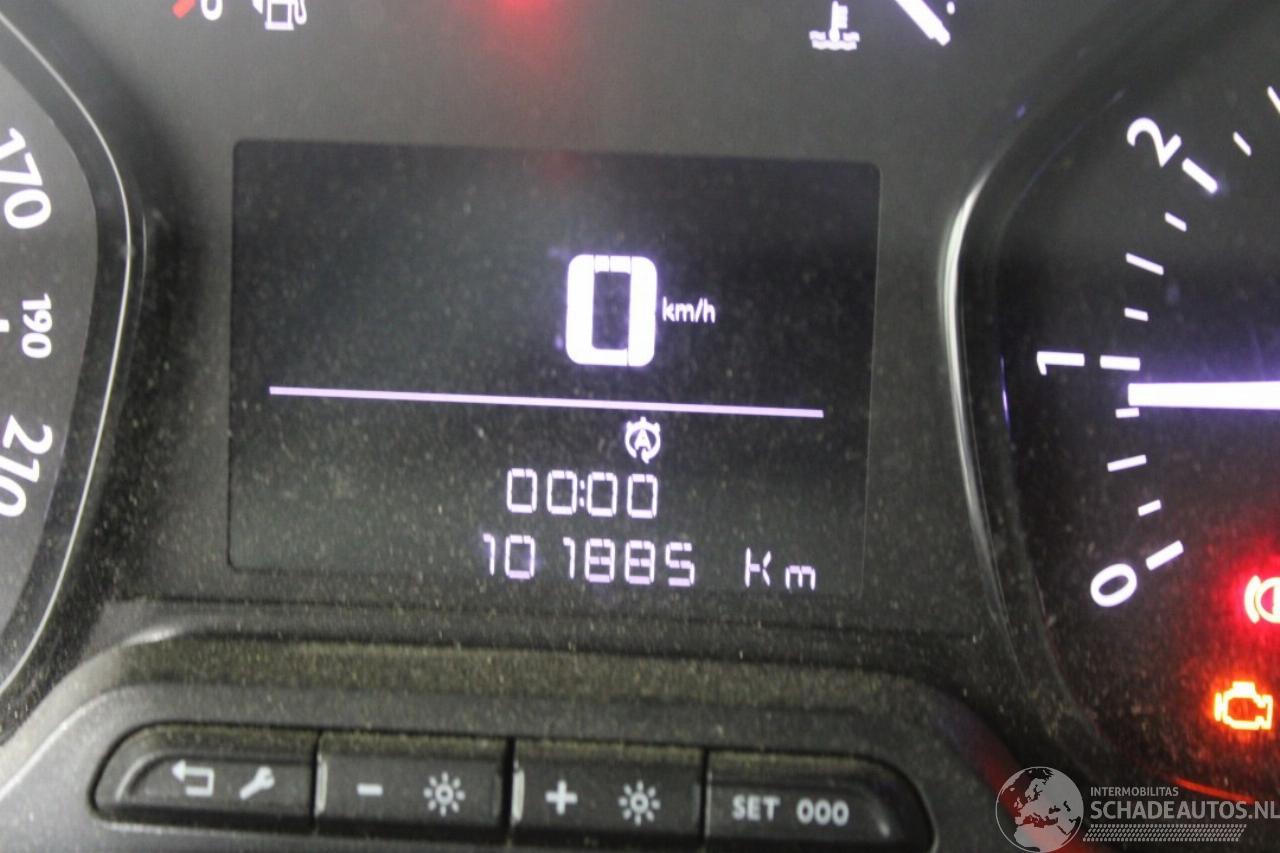 170
190
210
0 km/h
A
00:00
101885 Km
2
1
0
SET 000
INTERMOBILITAS
SCHADEAUTOS.NL